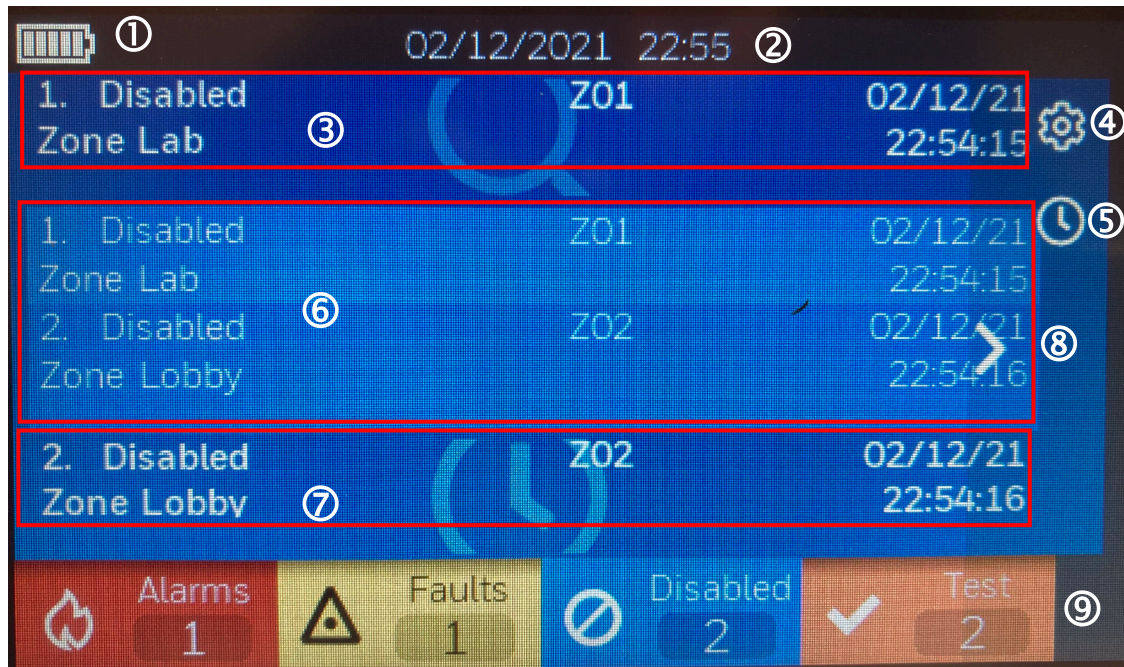 ①
02/12/2021 22:55 ②
1. Disabled Z01 02/12/21
Zone Lab ③ 22:54:15
④
⑤
1. Disabled Z01 02/12/21
Zone Lab 22:54:15
⑥
2. Disabled Z02 02/12/21
Zone Lobby 22:54:16
⑧
2. Disabled Z02 02/12/21
Zone Lobby ⑦ 22:54:16
Alarms Faults Disabled Test
1 1 2 2 ⑨